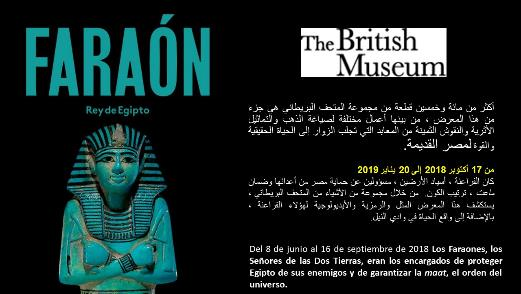 FARAÓN
Rey de Egipto
The British
Museum
أكثر من مائة وخمسين قطعة من مجموعة المتحف البريطاني هي جزء
من هذا المعرض ، من بينها أعمال مختلفة لصياغة الذهب والتماثيل
الأثرية والنقوش الثمينة من المعابد التي تجلب الزوار إلى الحياة الحقيقية
والقوة لمصر القديمة.
من 17 أكتوبر 2018 إلى 20 يناير 2019
كان الفراعنة ، أسياد الأرضين ، مسؤولين عن حماية مصر من أعدائها وضمان
ماعت ، ترتيب الكون. من خلال مجموعة من الأشياء من المتحف البريطاني ،
يستكشف هذا المعرض المثل والرمزية والأيديولوجية لهؤلاء الفراعنة ،
بالإضافة إلى واقع الحياة في وادي النيل.
Del 8 de junio al 16 de septiembre de 2018 Los Faraones, los
Señores de las Dos Tierras, eran los encargados de proteger
Egipto de sus enemigos y de garantizar la maat, el orden del
universo.